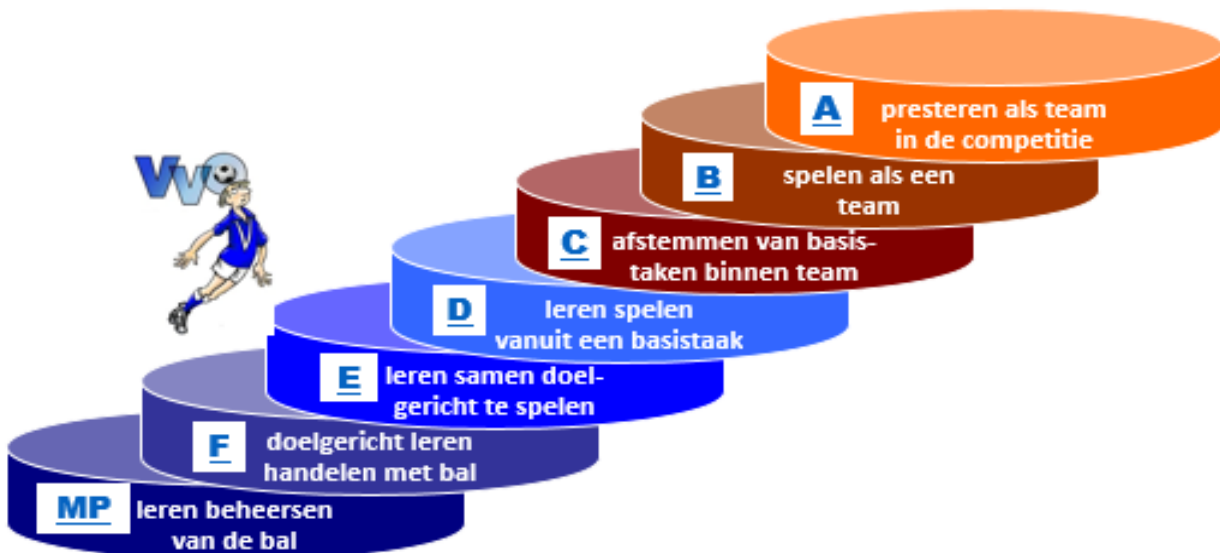 A presteren als team
in de competitie
B spelen als een
team
C afstemmen van basis-
taken binnen team
D leren spelen
vanuit een basistaak
E leren samen doel-
gericht te spelen
F doelgericht leren
handelen met bal
MP leren beheersen
van de bal
VVO